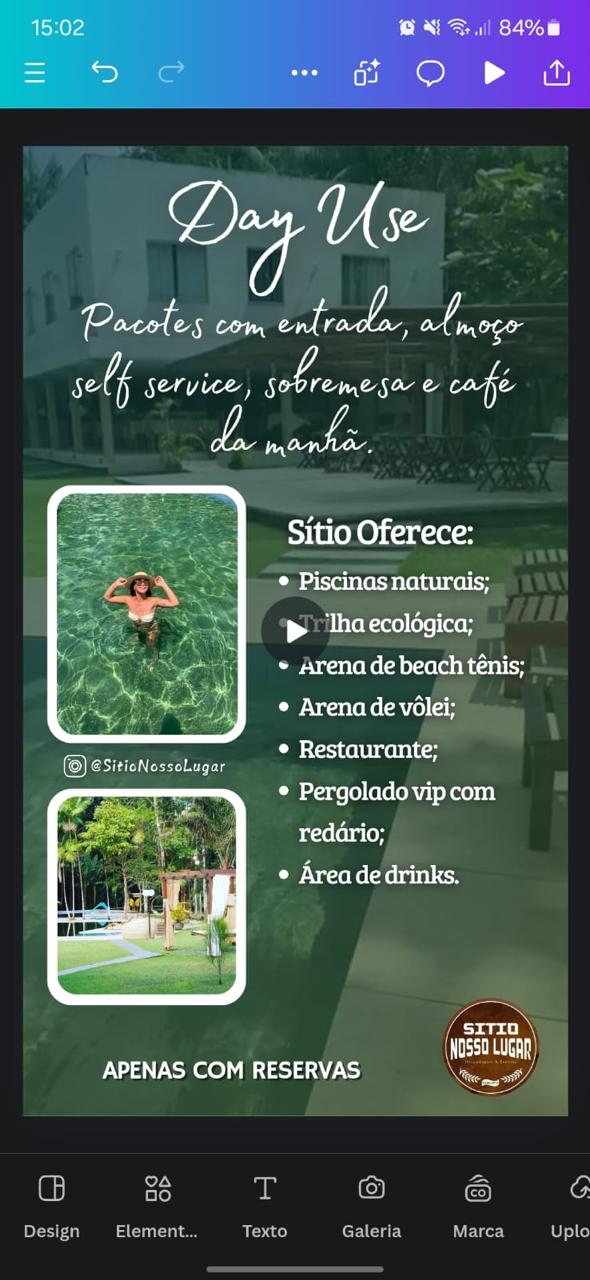 15:02
84%
Day Use
Pacotes com entrada, almoço
self service, sobremesa e café
da manhã.
Sítio Oferece:
• Piscinas naturais;
• Trilha ecológica;
• Arena de beach tênis;
• Arena de vôlei;
• Restaurante;
• Pergolado vip com
redário;
• Área de drinks.
@SitioNossoLugar
APENAS COM RESERVAS
SITIO
NOSSO LUGAR
Design
Element...
Texto
Galeria
CO
Marca
Uplo